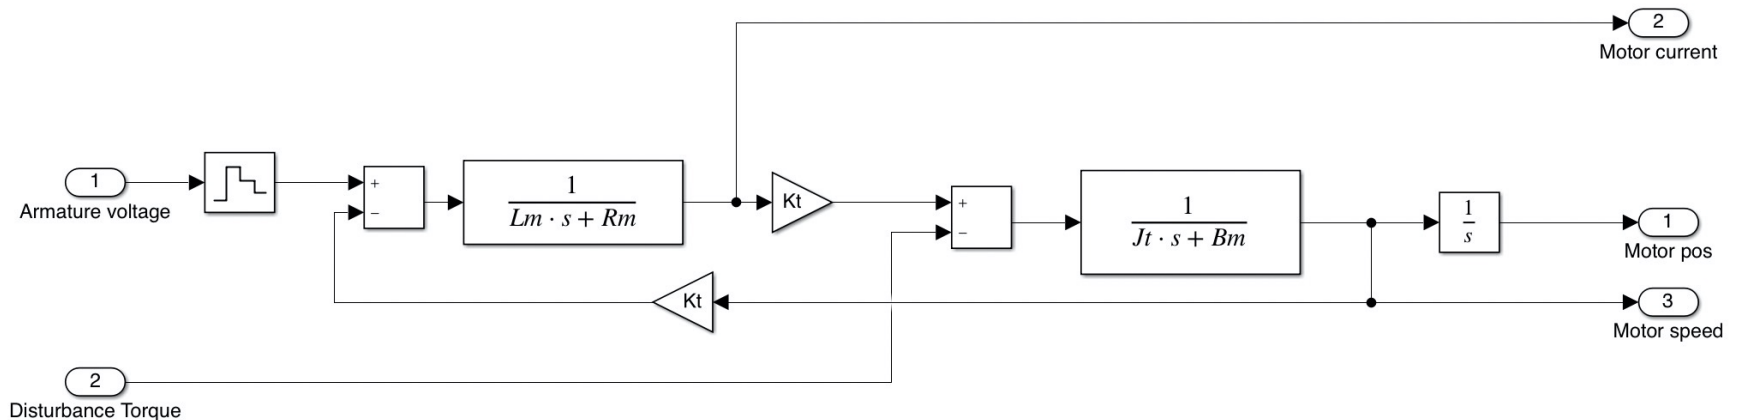 2
Motor current
1
Armature voltage
+
−
1
Lm · s + Rm
Kt
+
−
1
Jt · s + Bm
1
s
1
Motor pos
Kt
3
Motor speed
2
Disturbance Torque